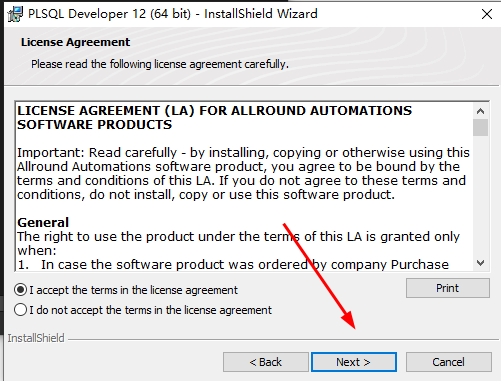 PLSQL Developer 12 (64 bit) - InstallShield Wizard
License Agreement
Please read the following license agreement carefully.
LICENSE AGREEMENT (LA) FOR ALLROUND AUTOMATIONS
SOFTWARE PRODUCTS
Important: Read carefully - by installing, copying or otherwise using this
Allround Automations software product, you agree to be bound by the
terms and conditions of this LA. If you do not agree to these terms and
conditions, do not install, copy or use this software product.
General
The right to use the product under the terms of this LA is granted only
when:
1. In case the software product was ordered by company Purchase
I accept the terms in the license agreement
Print
I do not accept the terms in the license agreement
InstallShield
< Back
Next >
Cancel